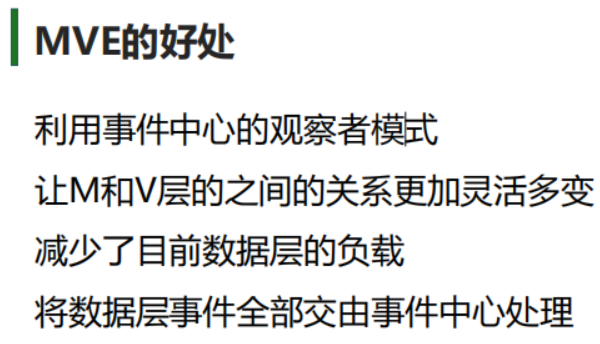 MVE的好处
利用事件中心的观察者模式
让M和V层的之间的关系更加灵活多变
减少了目前数据层的负载
将数据层事件全部交由事件中心处理